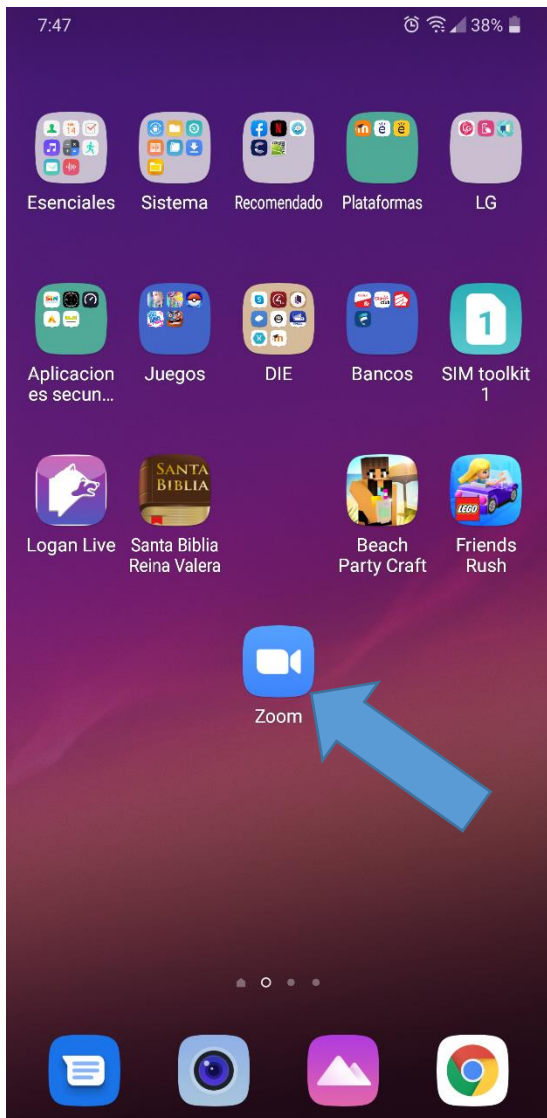 7:47 38%
Esenciales Sistema Recomendado Plataformas LG
Aplicacion Juegos DIE Bancos SIM toolkit
es secun... 1
SANTA
BIBLIA
LEGO
Logan Live Santa Biblia Beach Friends
Reina Valera Party Craft Rush
Zoom